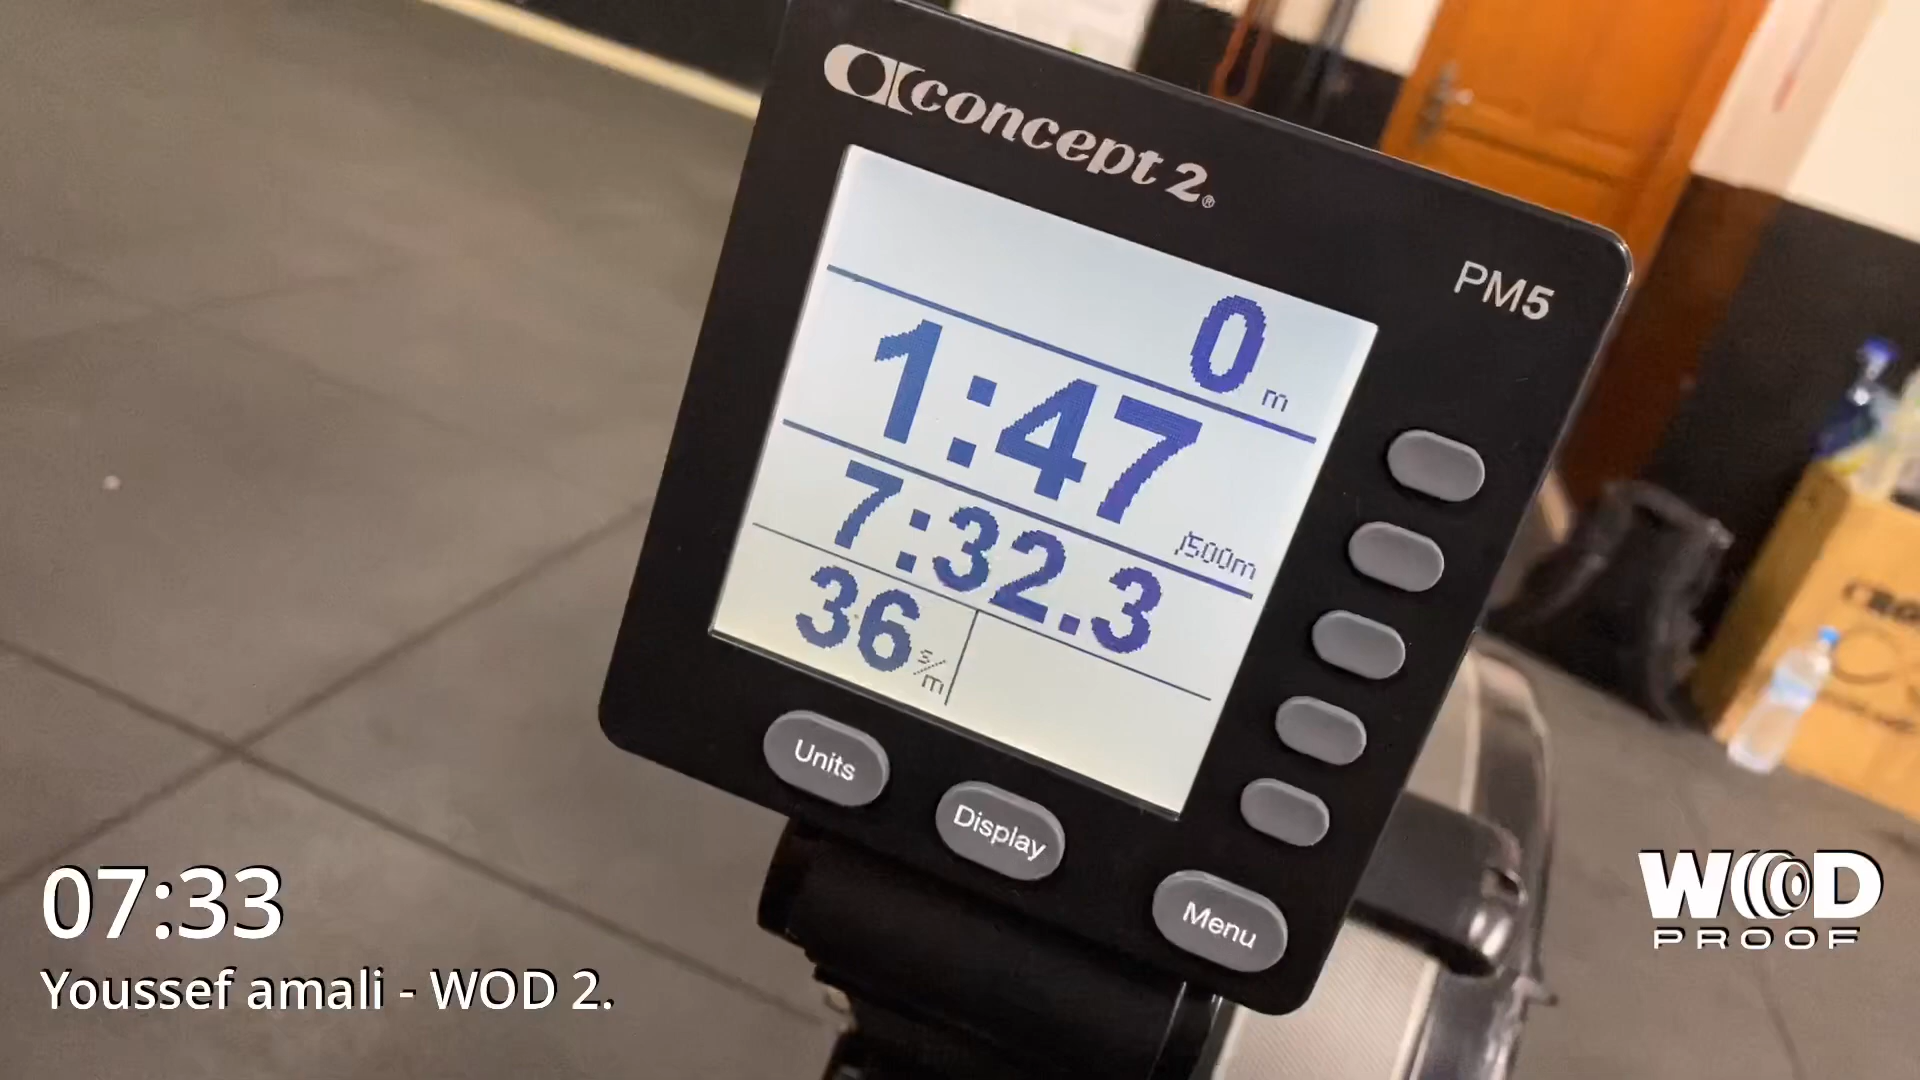 concept 2®
PM5
0 m
1:47 /500m
7:32.3
36 s/m
Units
Display
Menu
07:33
Youssef amali - WOD 2.
WOD
PROOF